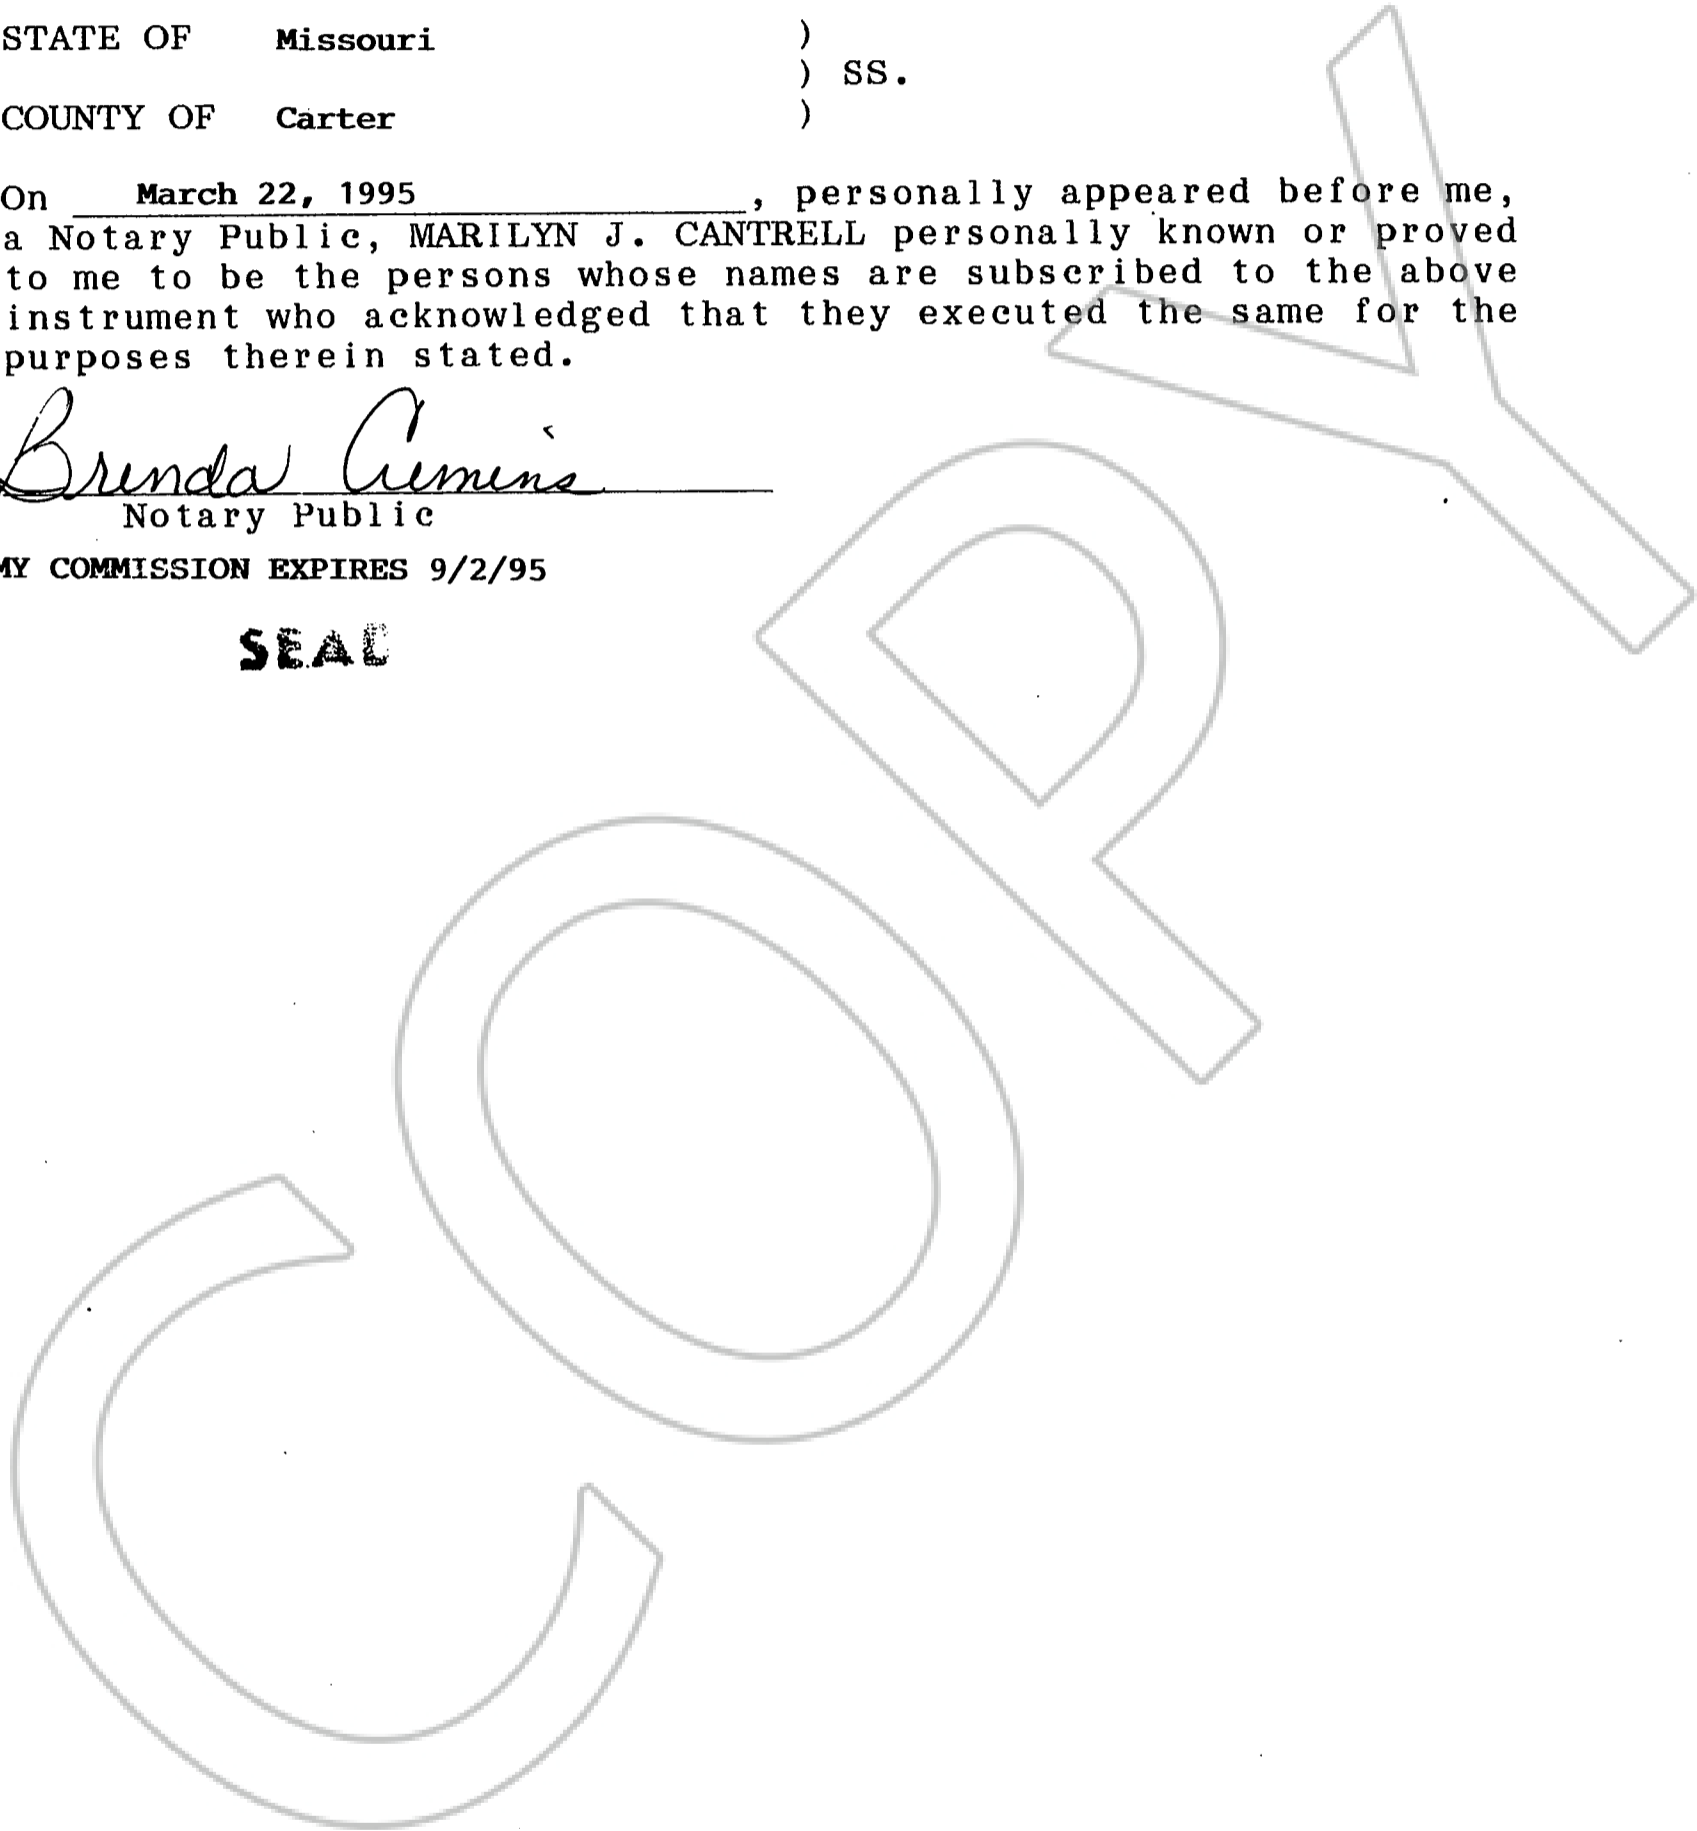 STATE OF Missouri )
) SS.
COUNTY OF Carter )
On March 22, 1995, personally appeared before me,
a Notary Public, MARILYN J. CANTRELL personally known or proved
to me to be the persons whose names are subscribed to the above
instrument who acknowledged that they executed the same for the
purposes therein stated.
Brenda
Notary Public
MY COMMISSION EXPIRES 9/2/95
SEAL
COPY